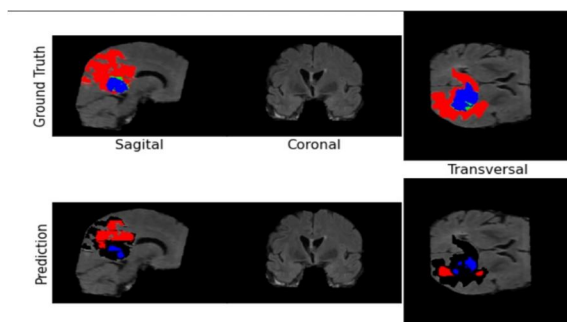 Ground Truth
Sagital
Coronal
Transversal
Prediction